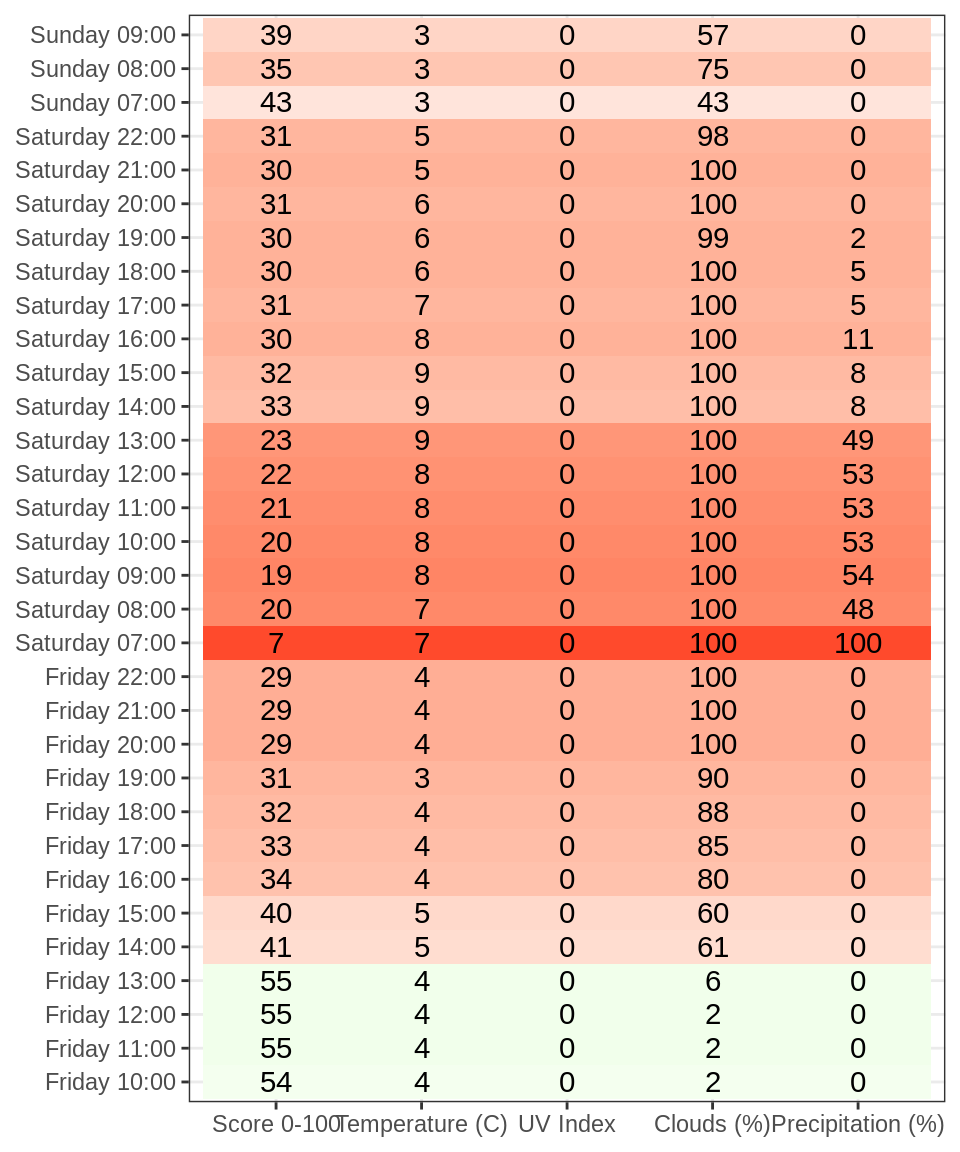 Sunday 09:00 39 3 0 57 0
Sunday 08:00 35 3 0 75 0
Sunday 07:00 43 3 0 43 0
Saturday 22:00 31 5 0 98 0
Saturday 21:00 30 5 0 100 0
Saturday 20:00 31 6 0 100 0
Saturday 19:00 30 6 0 99 2
Saturday 18:00 30 6 0 100 5
Saturday 17:00 31 7 0 100 5
Saturday 16:00 30 8 0 100 11
Saturday 15:00 32 9 0 100 8
Saturday 14:00 33 9 0 100 8
Saturday 13:00 23 9 0 100 49
Saturday 12:00 22 8 0 100 53
Saturday 11:00 21 8 0 100 53
Saturday 10:00 20 8 0 100 53
Saturday 09:00 19 8 0 100 54
Saturday 08:00 20 7 0 100 48
Saturday 07:00 7 7 0 100 100
Friday 22:00 29 4 0 100 0
Friday 21:00 29 4 0 100 0
Friday 20:00 29 4 0 100 0
Friday 19:00 31 3 0 90 0
Friday 18:00 32 4 0 88 0
Friday 17:00 33 4 0 85 0
Friday 16:00 34 4 0 80 0
Friday 15:00 40 5 0 60 0
Friday 14:00 41 5 0 61 0
Friday 13:00 55 4 0 6 0
Friday 12:00 55 4 0 2 0
Friday 11:00 55 4 0 2 0
Friday 10:00 54 4 0 2 0
Score 0-100 Temperature (C) UV Index Clouds (%) Precipitation (%)